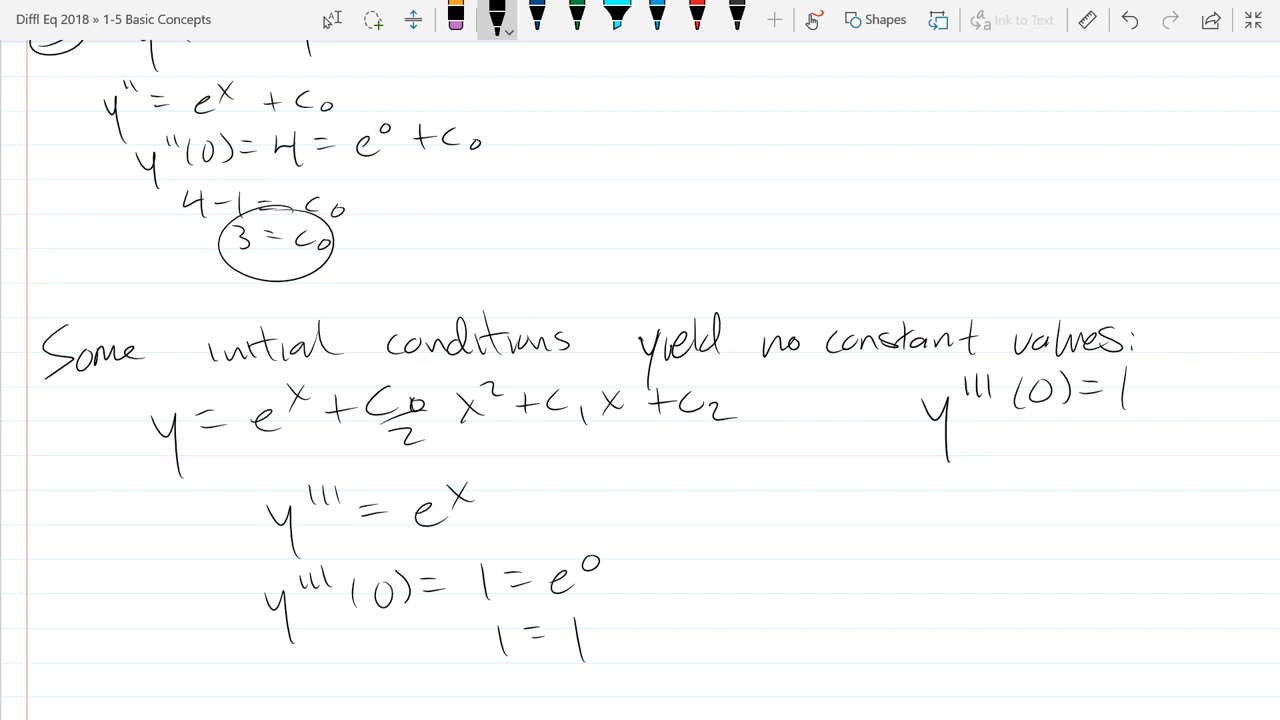 Diffl Eq 2018 » 1-5 Basic Concepts Shapes Ink to Text
y'' = e^x + c₀
y''(0) = 4 = e⁰ + c₀
4 - 1 = c₀
3 = c₀
Some initial conditions yield no constant values:
y = e^x + c₀/2 x² + c₁x + c₂ y'''(0) = 1
y''' = e^x
y'''(0) = 1 = e⁰
1 = 1